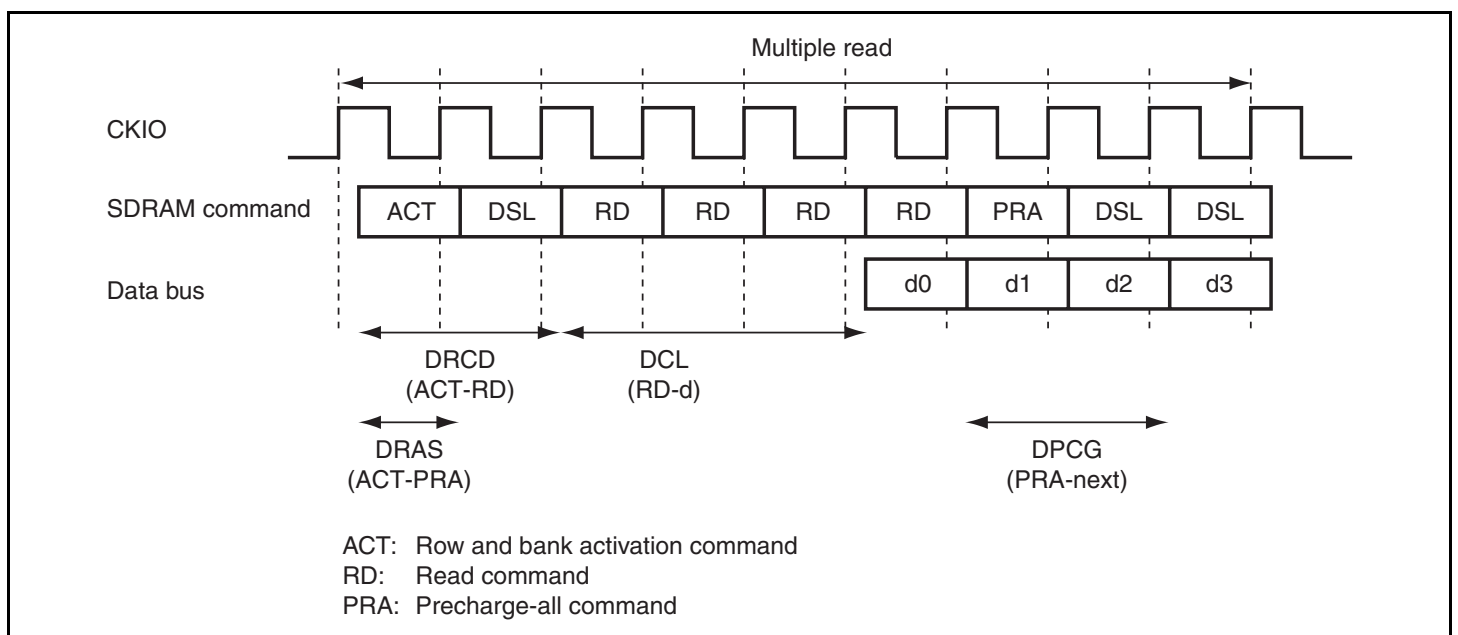 Multiple read
CKIO
SDRAM command ACT DSL RD RD RD RD PRA DSL DSL
Data bus d0 d1 d2 d3
DRCD DCL
(ACT-RD) (RD-d)
DRAS DPCG
(ACT-PRA) (PRA-next)
ACT: Row and bank activation command
RD: Read command
PRA: Precharge-all command